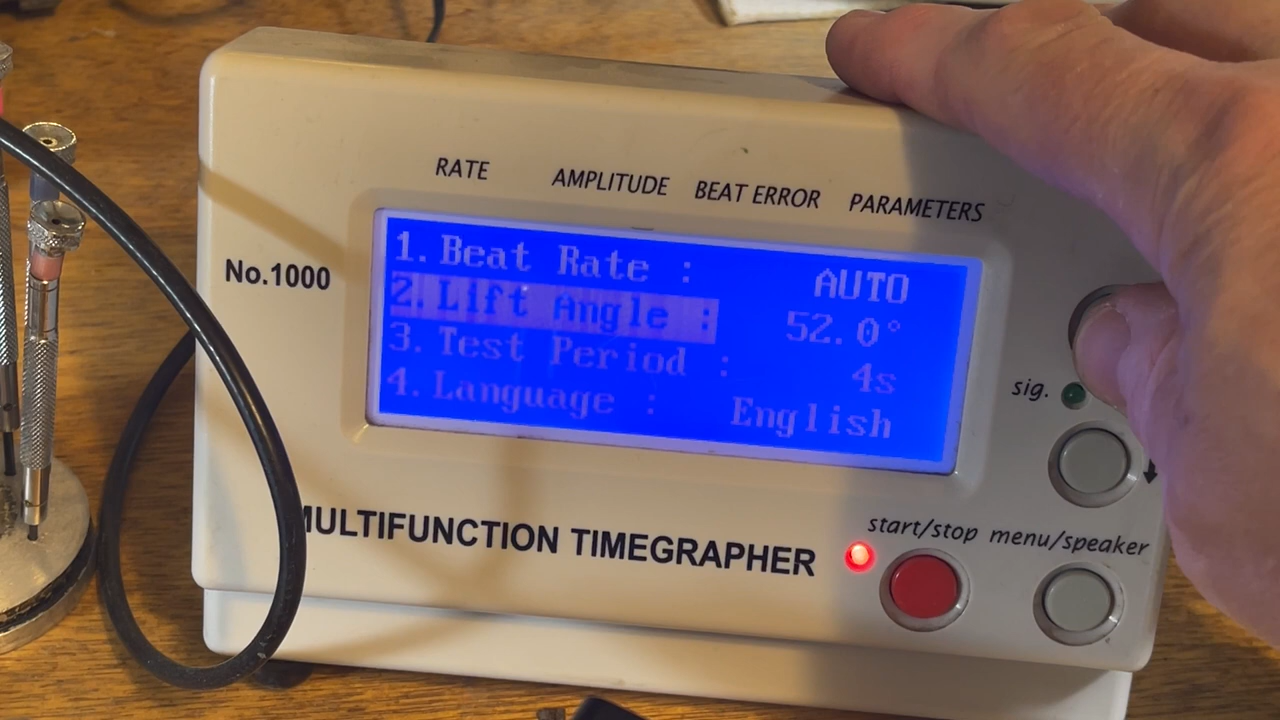 RATE AMPLITUDE BEAT ERROR PARAMETERS
No.1000
1. Beat Rate : AUTO
2. Lift Angle : 52.0°
3. Test Period : 4s
4. Language : English
sig.
MULTIFUNCTION TIMEGRAPHER
start/stop menu/speaker